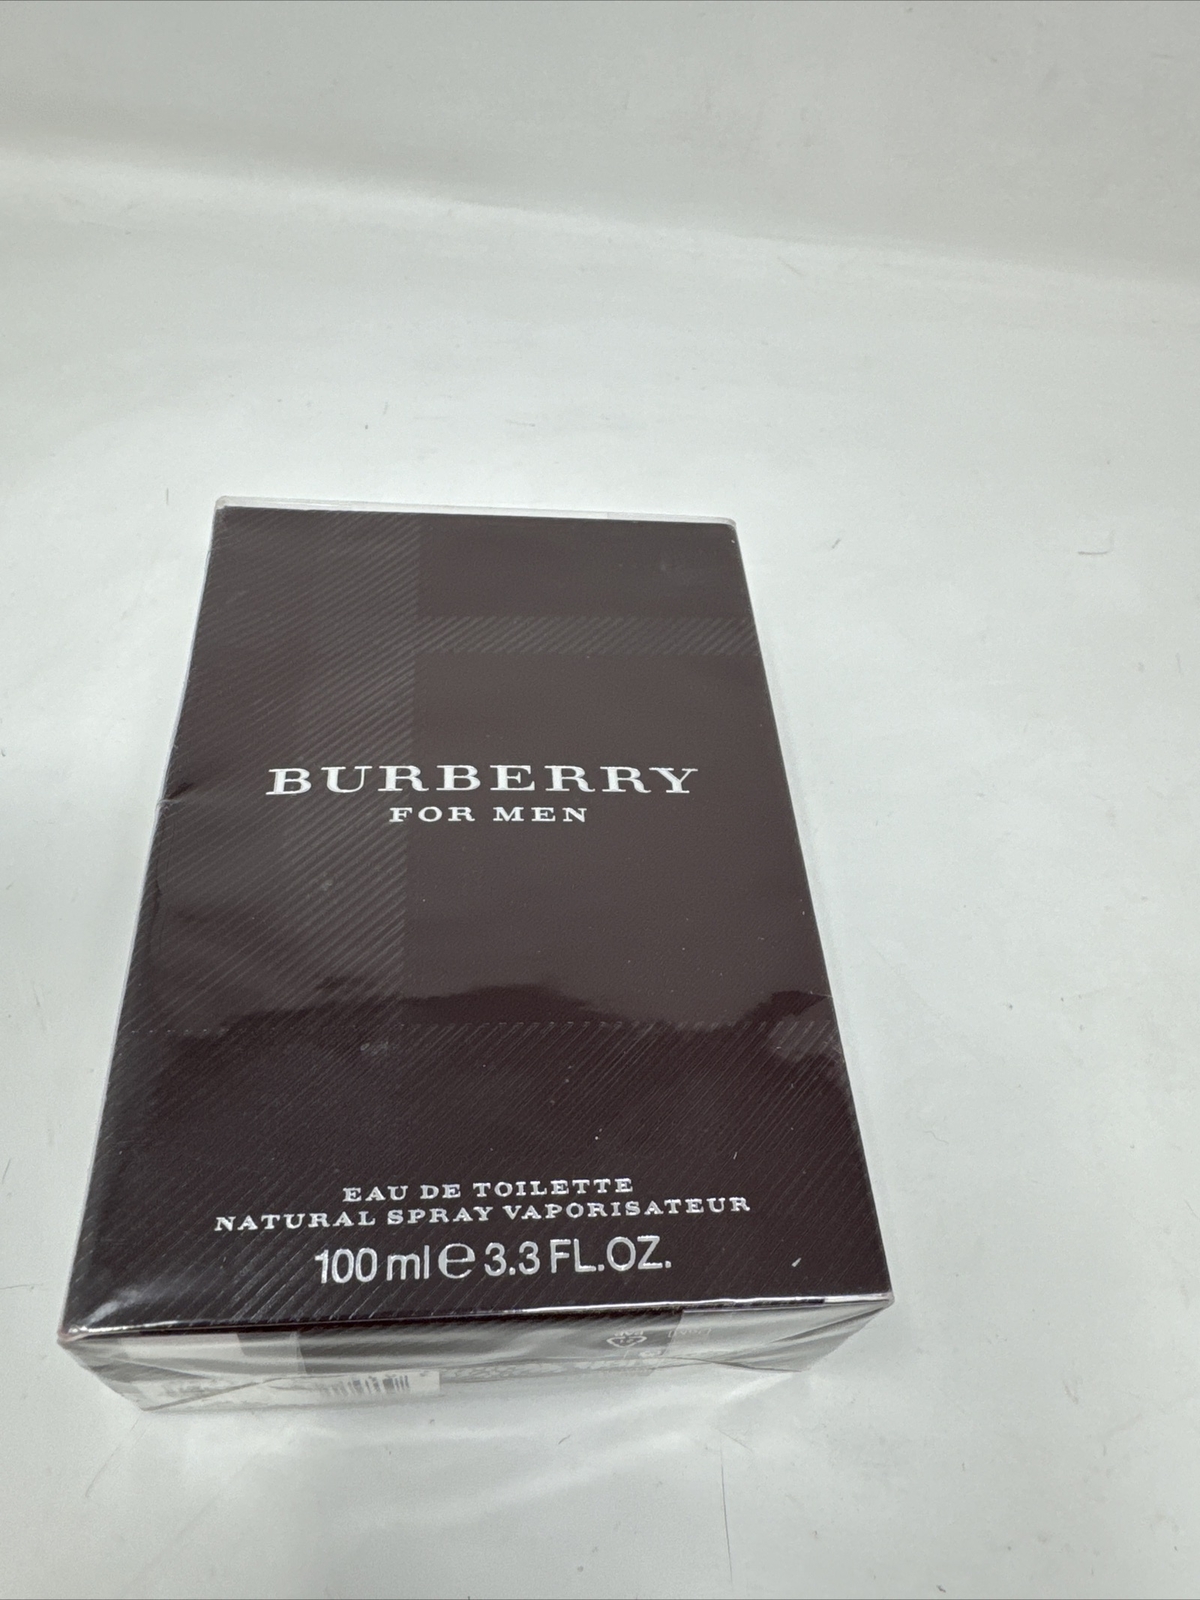 BURBERRY
FOR MEN
EAU DE TOILETTE
NATURAL SPRAY VAPORISATEUR
100 ml ℮ 3.3 FL.OZ.